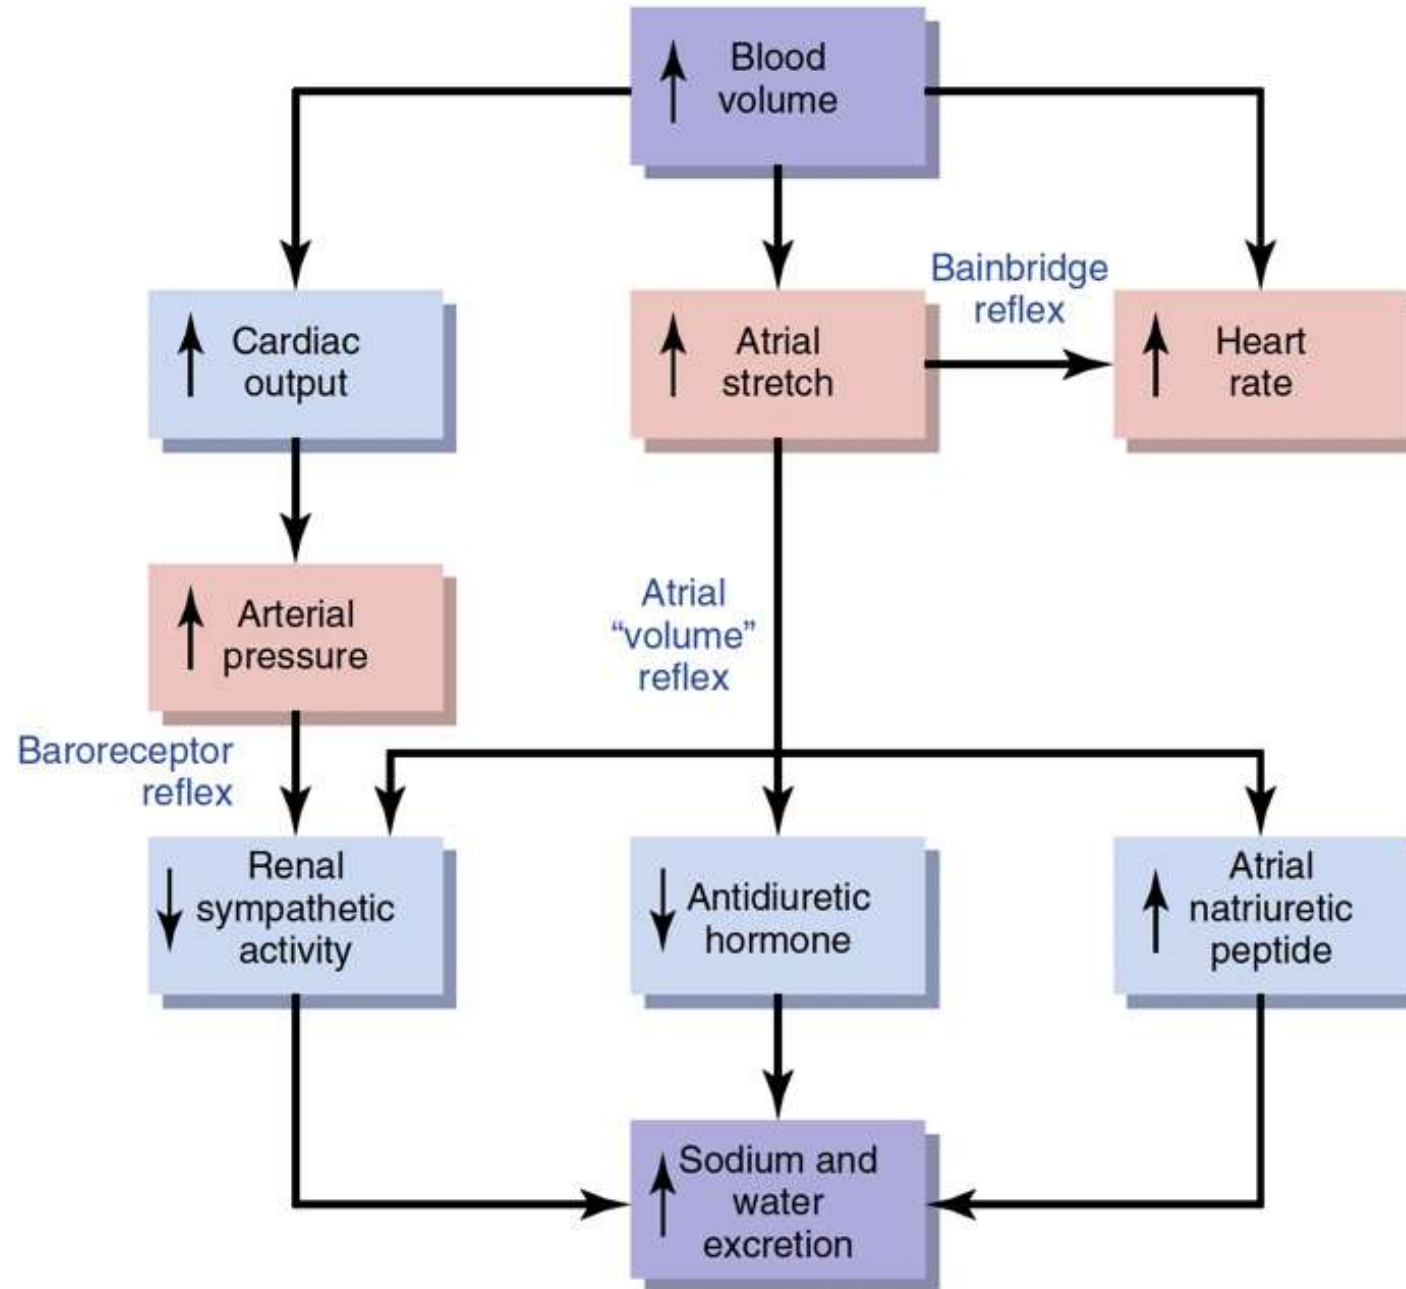 Blood
volume
Bainbridge
reflex
Cardiac
output
Atrial
stretch
Heart
rate
Arterial
pressure
Atrial
“volume”
reflex
Baroreceptor
reflex
Renal
sympathetic
activity
Antidiuretic
hormone
Atrial
natriuretic
peptide
Sodium and
water
excretion